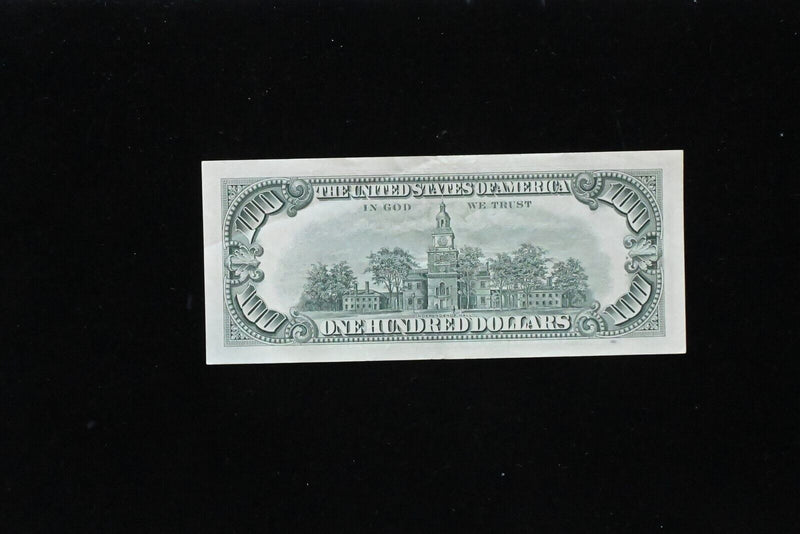 100 THE UNITED STATES OF AMERICA 100
IN GOD WE TRUST
100 ONE HUNDRED DOLLARS 100